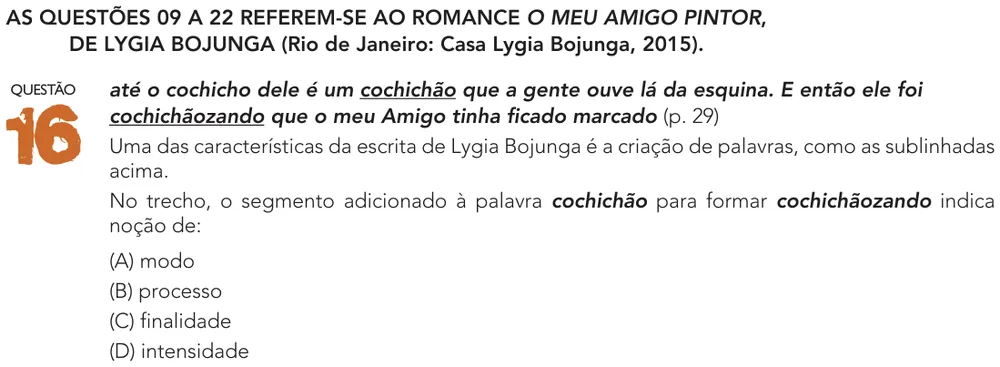 AS QUESTÕES 09 A 22 REFEREM-SE AO ROMANCE O MEU AMIGO PINTOR,
DE LYGIA BOJUNGA (Rio de Janeiro: Casa Lygia Bojunga, 2015).
QUESTÃO
16
até o cochicho dele é um cochichão que a gente ouve lá da esquina. E então ele foi
cochichãozando que o meu Amigo tinha ficado marcado (p. 29)
Uma das características da escrita de Lygia Bojunga é a criação de palavras, como as sublinhadas
acima.
No trecho, o segmento adicionado à palavra cochichão para formar cochichãozando indica
noção de:
(A) modo
(B) processo
(C) finalidade
(D) intensidade